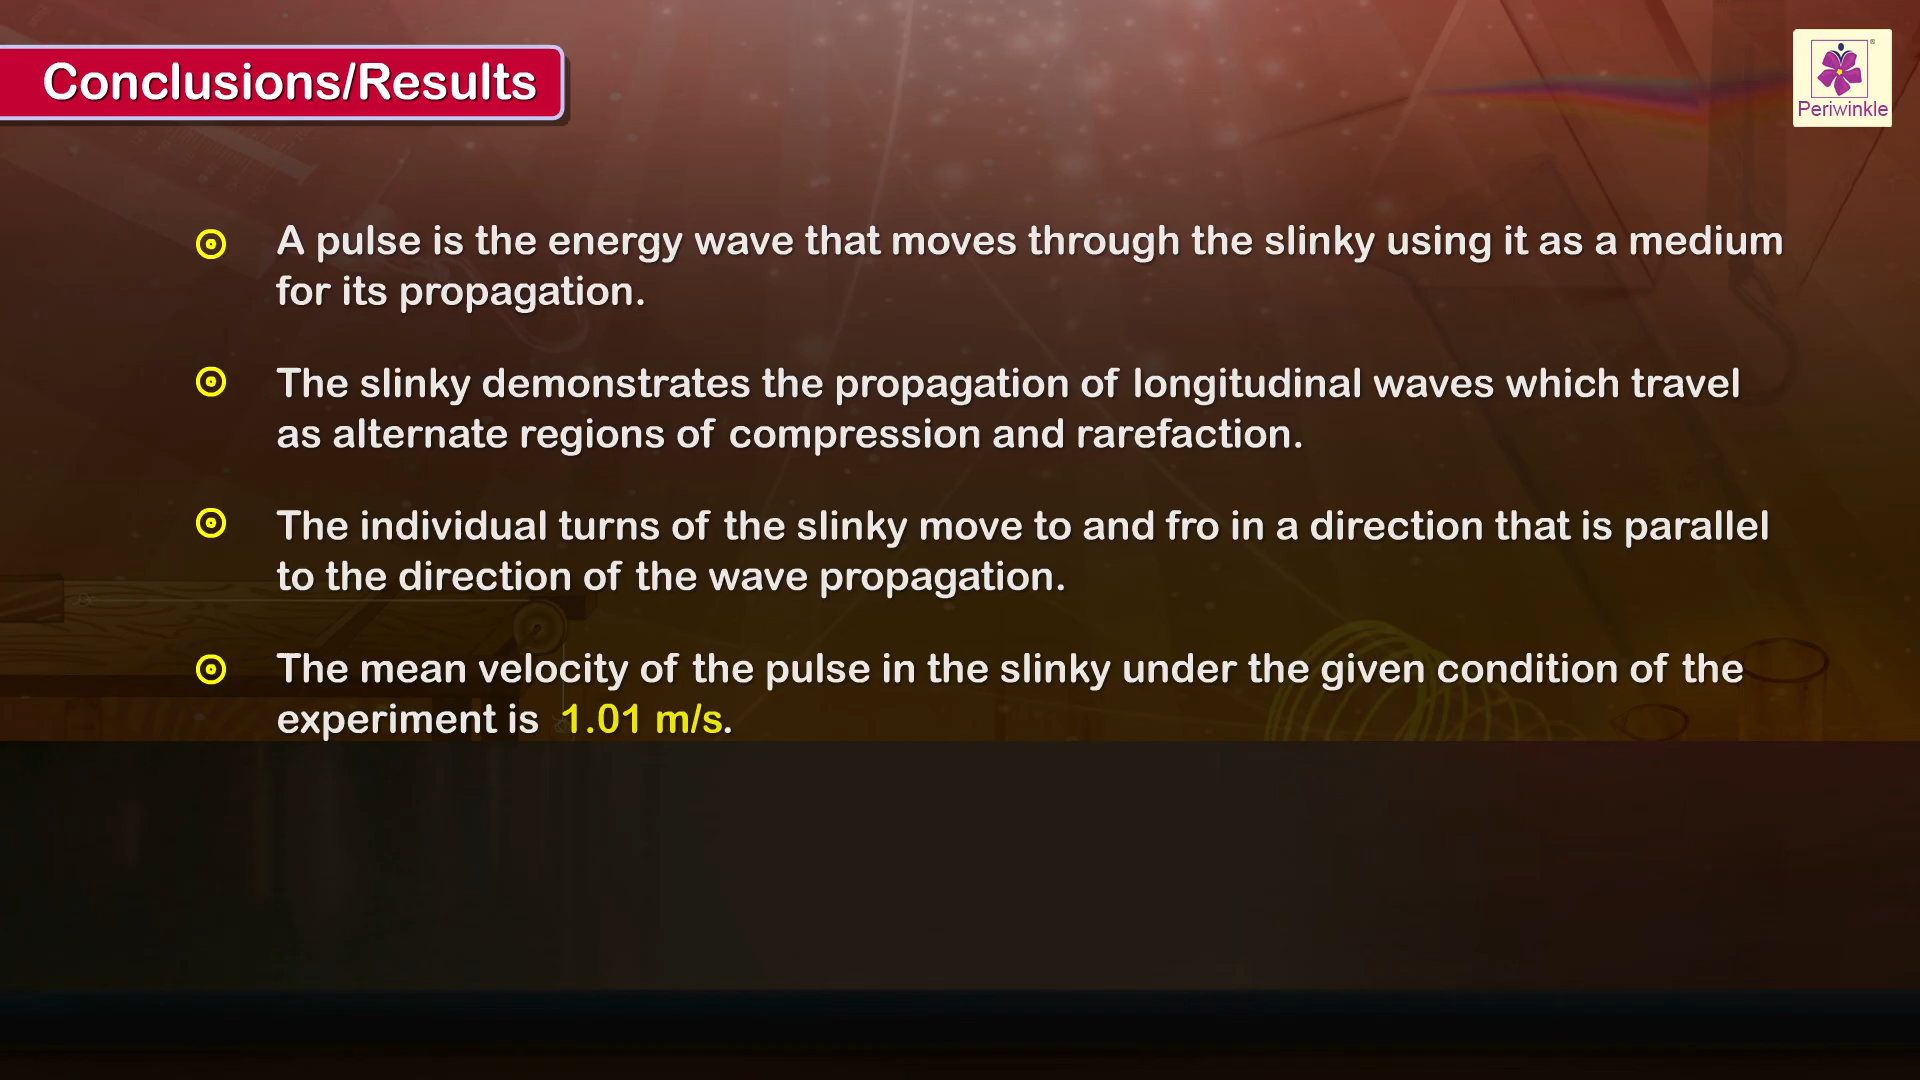 Conclusions/Results
Periwinkle
A pulse is the energy wave that moves through the slinky using it as a medium
for its propagation.
The slinky demonstrates the propagation of longitudinal waves which travel
as alternate regions of compression and rarefaction.
The individual turns of the slinky move to and fro in a direction that is parallel
to the direction of the wave propagation.
The mean velocity of the pulse in the slinky under the given condition of the
experiment is 1.01 m/s.